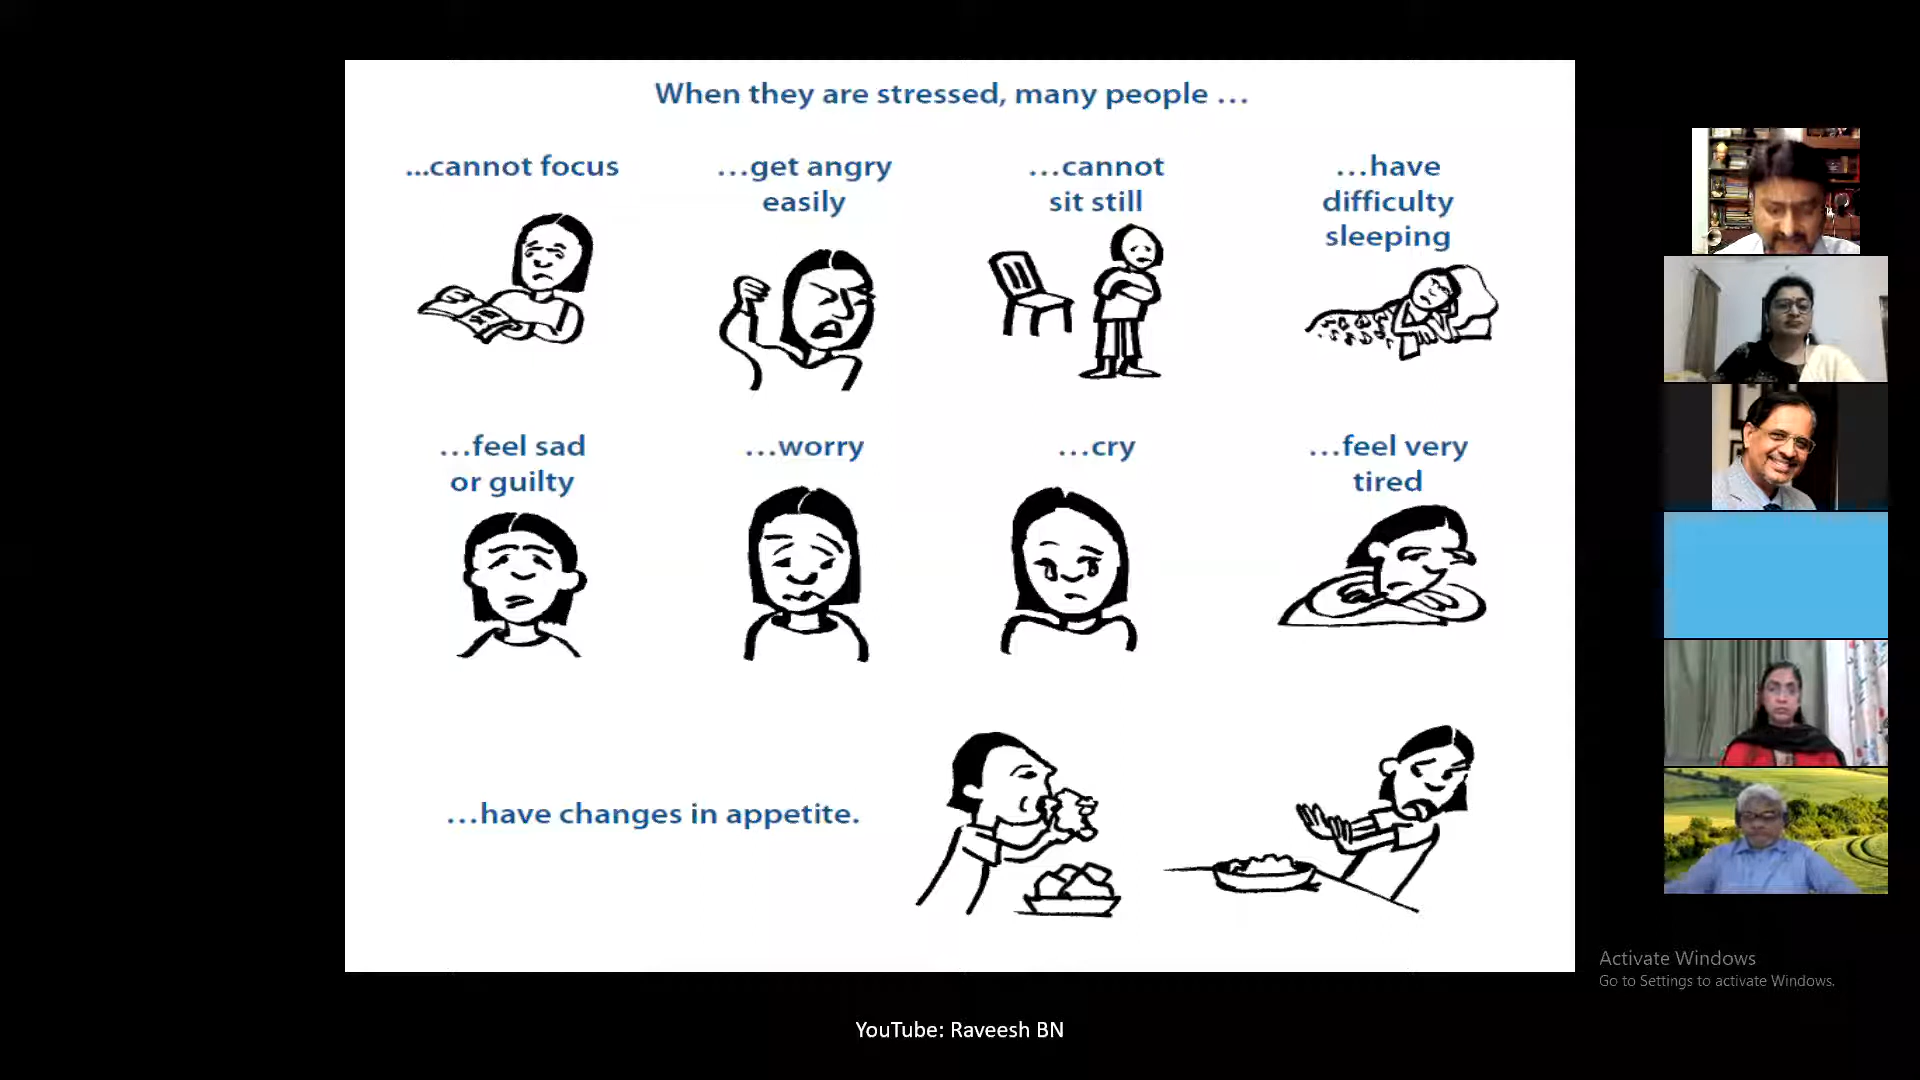 When they are stressed, many people …
...cannot focus
…get angry
easily
…cannot
sit still
…have
difficulty
sleeping
…feel sad
or guilty
…worry
…cry
…feel very
tired
…have changes in appetite.
Activate Windows
Go to Settings to activate Windows.
YouTube: Raveesh BN